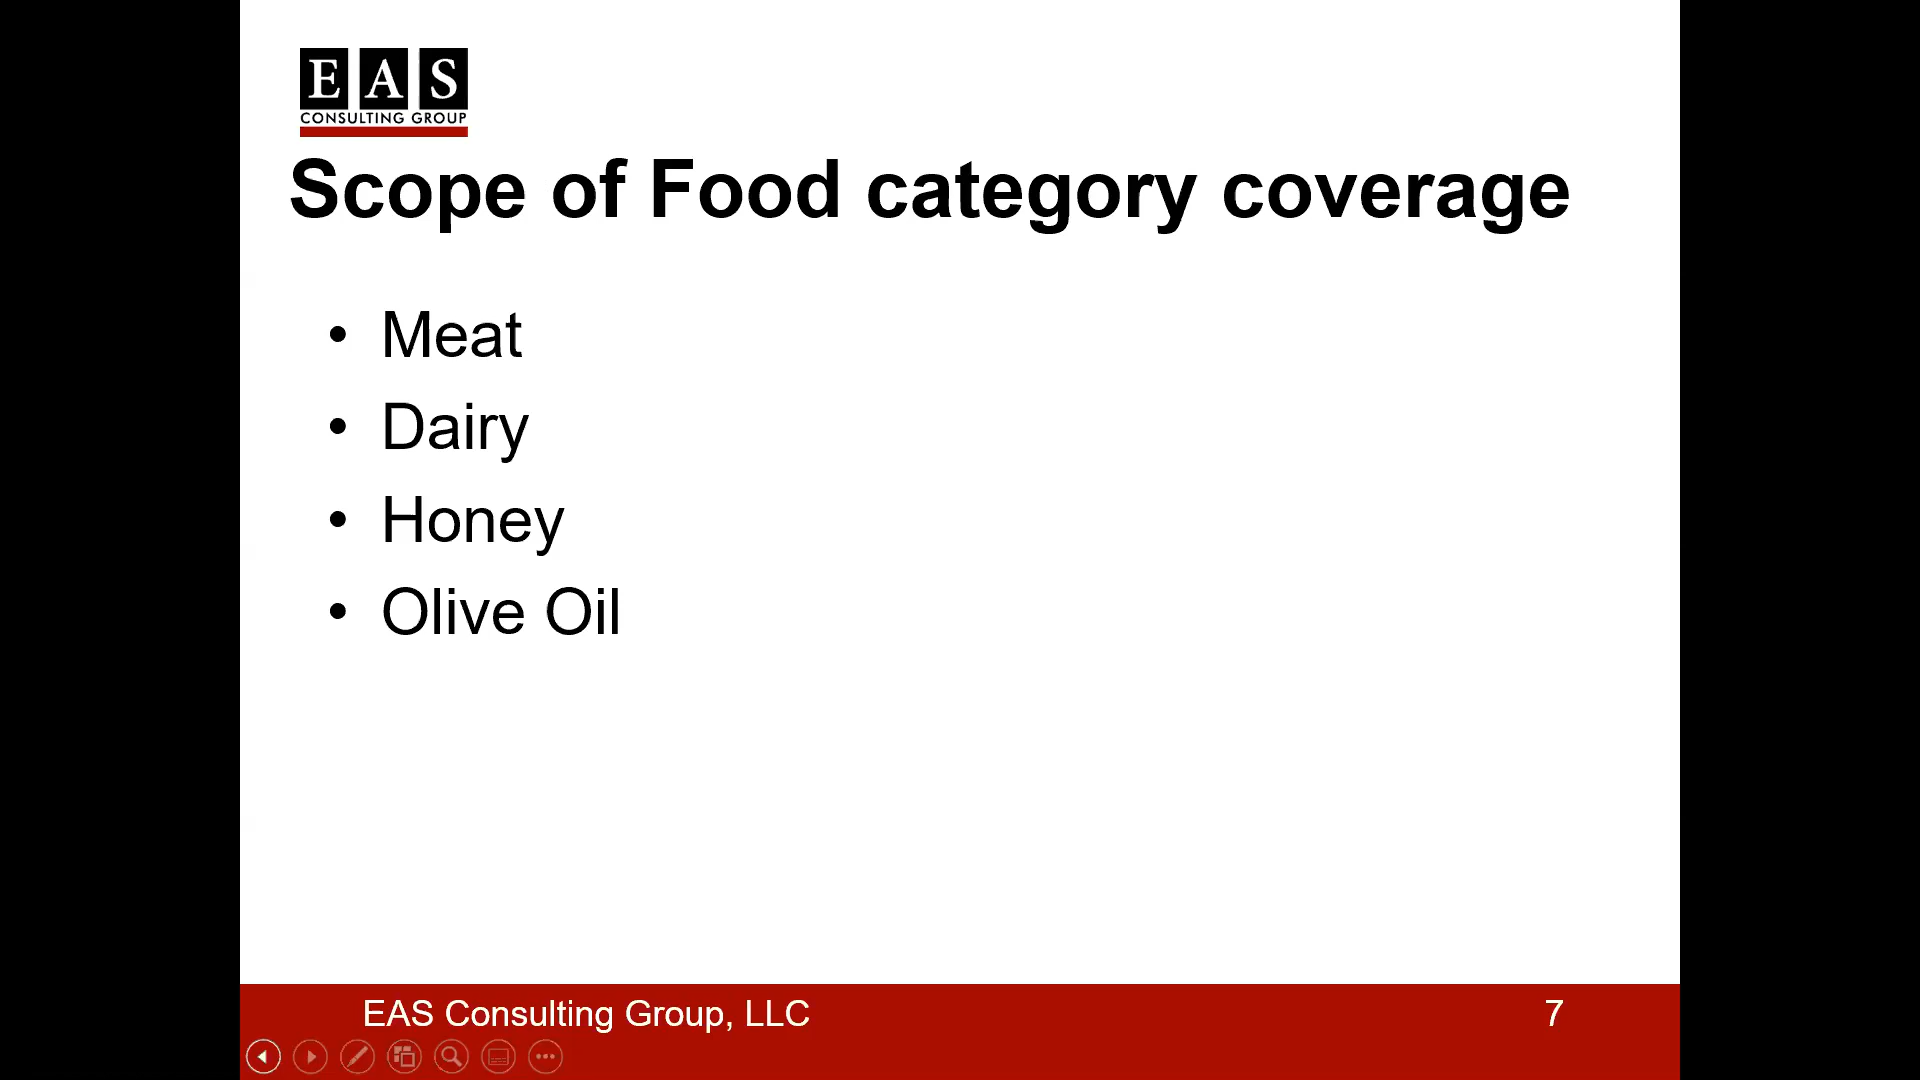 EAS
CONSULTING GROUP
Scope of Food category coverage
• Meat
• Dairy
• Honey
• Olive Oil
EAS Consulting Group, LLC
7